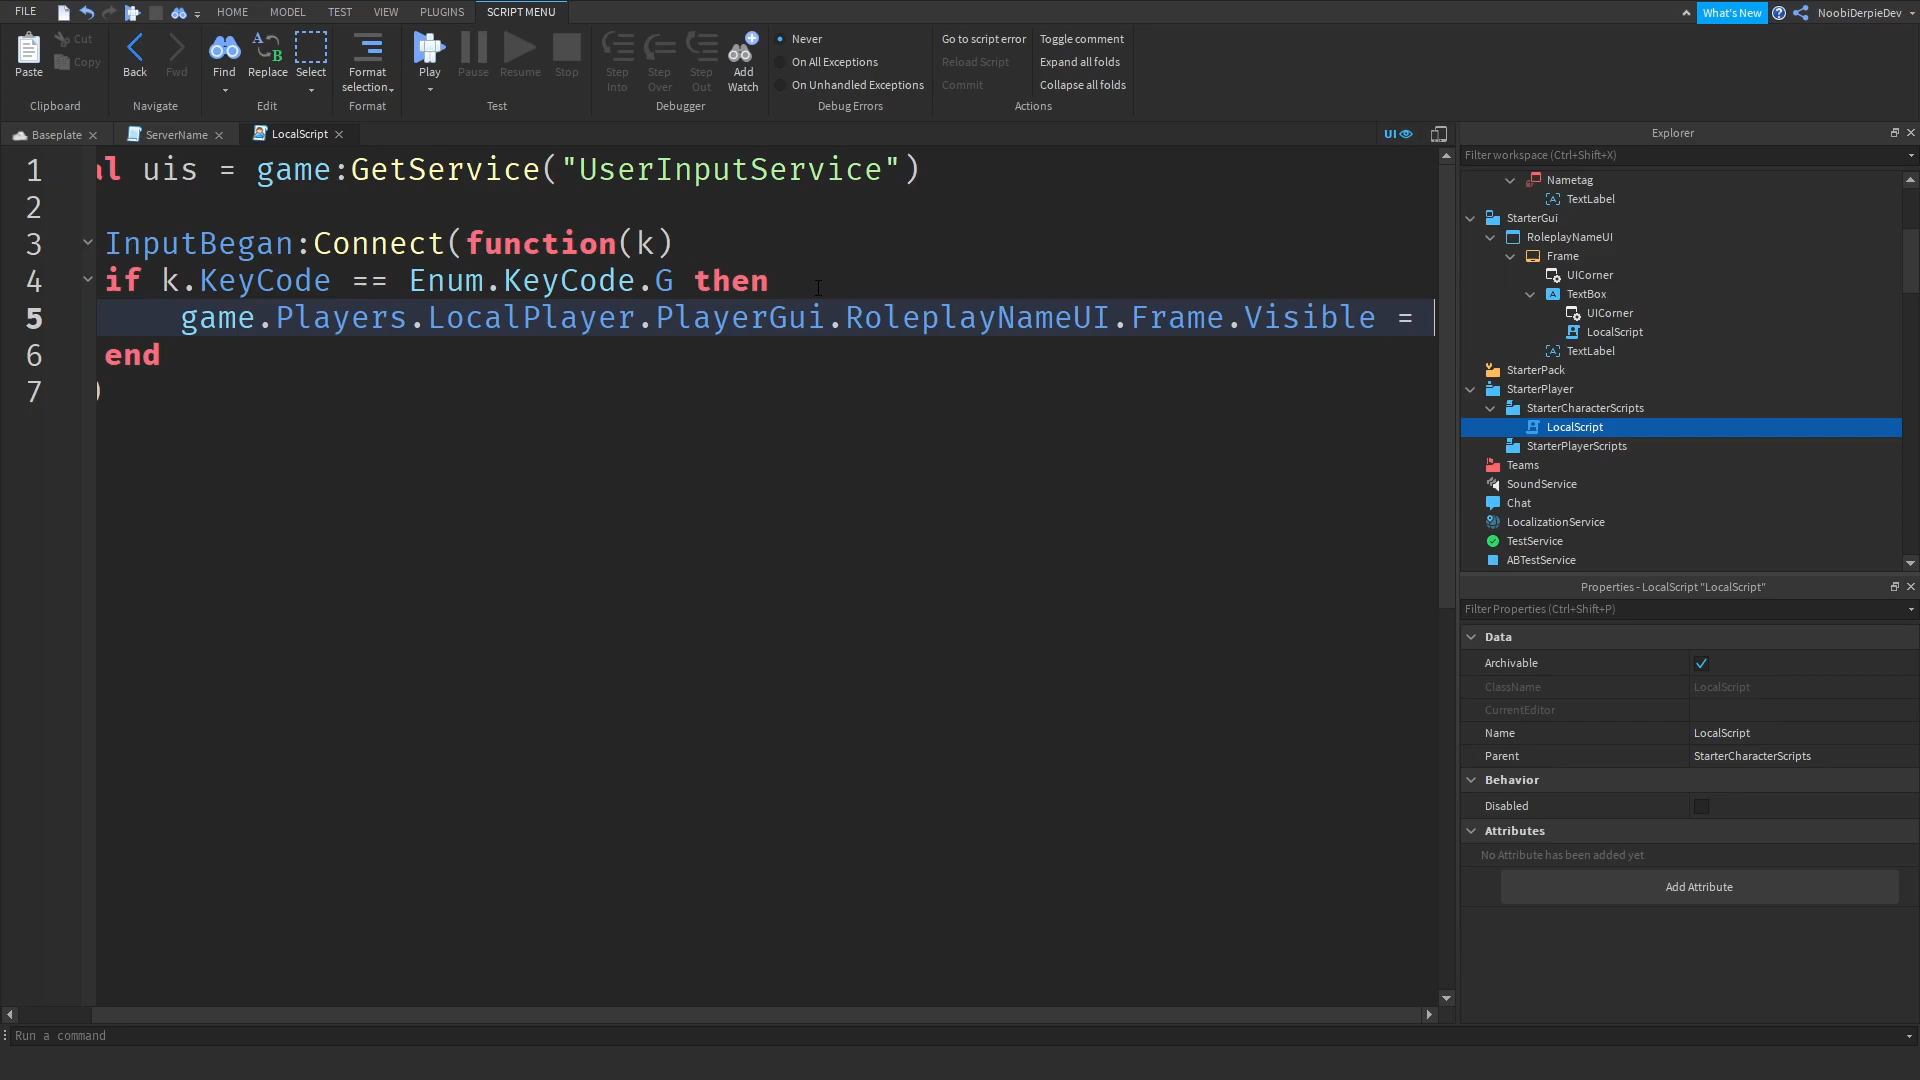 FILE HOME MODEL TEST VIEW PLUGINS SCRIPT MENU What's New NoobiDerpieDev
Paste Cut Copy Back Fwd Find Replace Select Format selection Play Pause Resume Stop Step Into Step Over Step Out Add Watch
Never Go to script error Toggle comment
On All Exceptions Reload Script Expand all folds
On Unhandled Exceptions Commit Collapse all folds
Clipboard Navigate Edit Format Test Debugger Debug Errors Actions
Baseplate ServerName LocalScript UI
1 al uis = game:GetService("UserInputService")
2
3 InputBegan:Connect(function(k)
4 if k.KeyCode == Enum.KeyCode.G then
5 game.Players.LocalPlayer.PlayerGui.RoleplayNameUI.Frame.Visible =
6 end
7 )
Run a command
Explorer
Filter workspace (Ctrl+Shift+X)
Nametag
TextLabel
StarterGui
RoleplayNameUI
Frame
UICorner
TextBox
UICorner
LocalScript
TextLabel
StarterPack
StarterPlayer
StarterCharacterScripts
LocalScript
StarterPlayerScripts
Teams
SoundService
Chat
LocalizationService
TestService
ABTestService
Properties - LocalScript "LocalScript"
Filter Properties (Ctrl+Shift+P)
Data
Archivable
ClassName LocalScript
CurrentEditor
Name LocalScript
Parent StarterCharacterScripts
Behavior
Disabled
Attributes
No Attribute has been added yet
Add Attribute